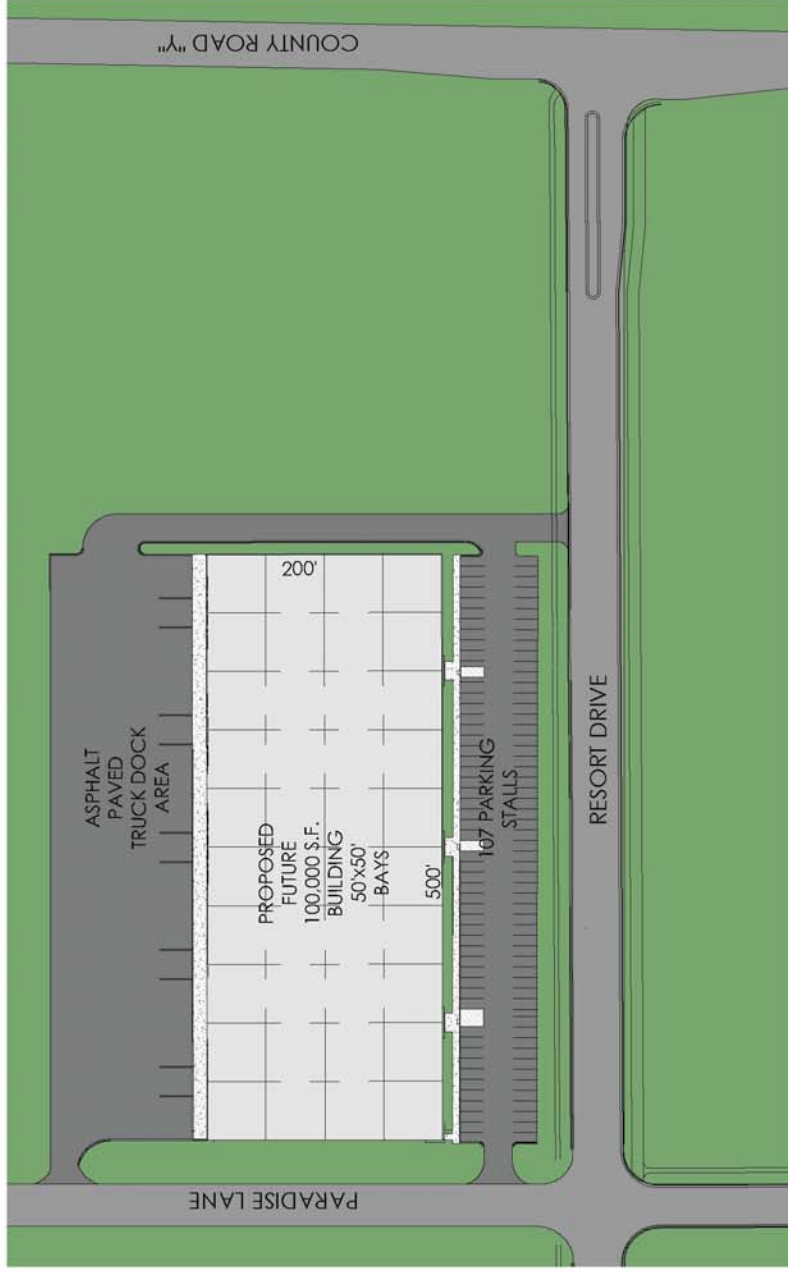 COUNTY ROAD "Y"
ASPHALT
PAVED
TRUCK DOCK
AREA
200'
PROPOSED
FUTURE
100,000 S.F.
BUILDING
50'x50'
BAYS
500'
107 PARKING
STALLS
RESORT DRIVE
PARADISE LANE